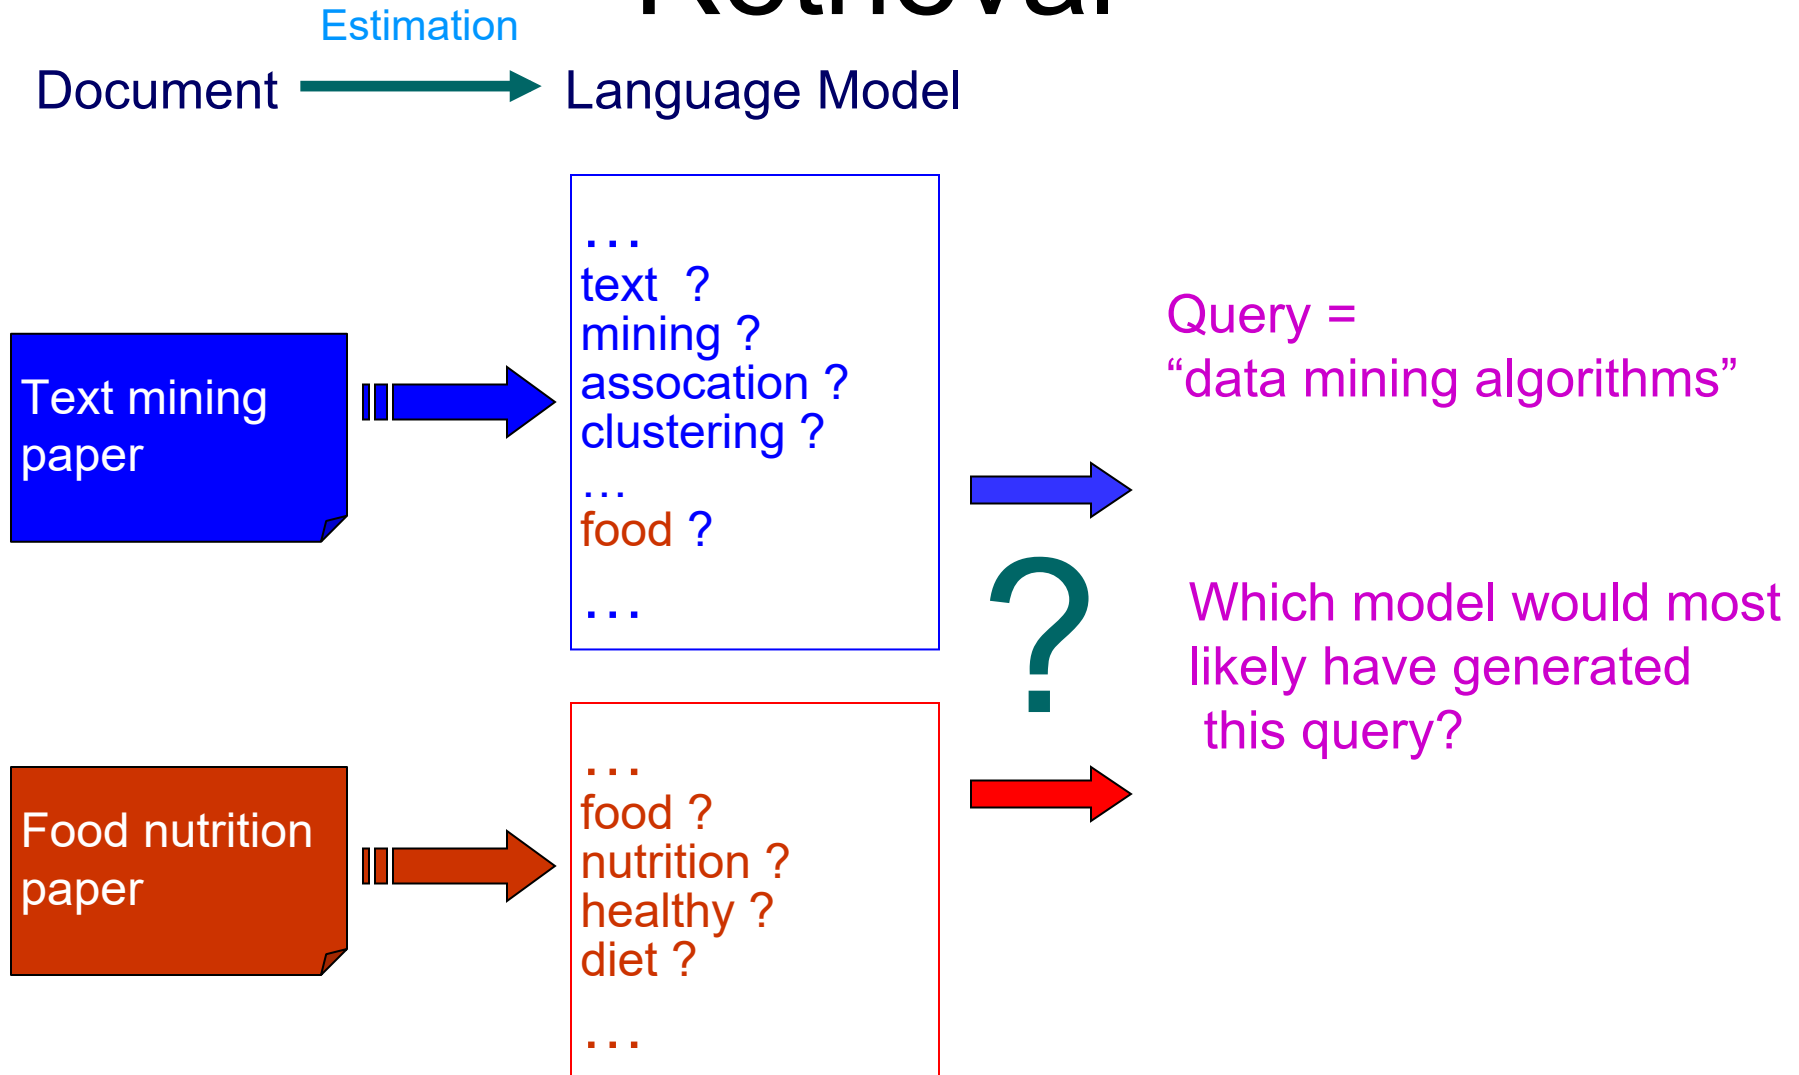 Retrieval
Estimation
Document
Language Model
…
text ?
mining ?
assocation ?
clustering ?
…
food ?
…
Text mining
paper
Query =
“data mining algorithms”
?
Which model would most
likely have generated
this query?
Food nutrition
paper
…
food ?
nutrition ?
healthy ?
diet ?
…